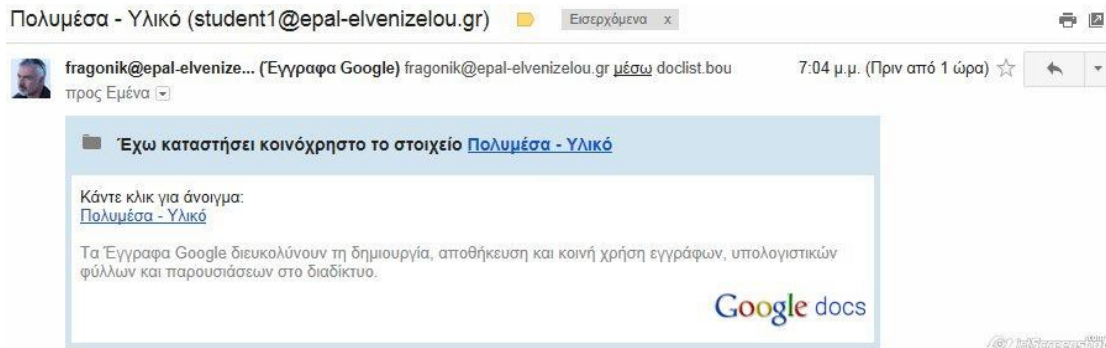 Πολυμέσα - Υλικό (student1@epal-elvenizelou.gr) Εισερχόμενα x
fragonik@epal-elvenize... (Έγγραφα Google) fragonik@epal-elvenizelou.gr μέσω doclist.bou 7:04 μ.μ. (Πριν από 1 ώρα)
προς Εμένα
Έχω καταστήσει κοινόχρηστο το στοιχείο Πολυμέσα - Υλικό
Κάντε κλικ για άνοιγμα:
Πολυμέσα - Υλικό
Τα Έγγραφα Google διευκολύνουν τη δημιουργία, αποθήκευση και κοινή χρήση εγγράφων, υπολογιστικών
φύλλων και παρουσιάσεων στο διαδίκτυο.
Google docs